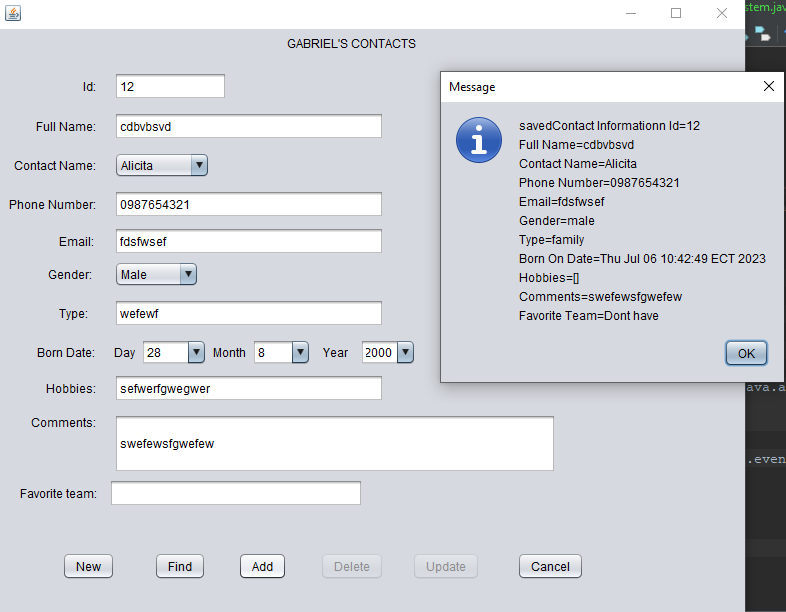 GABRIEL'S CONTACTS
Id: 12
Full Name: cdbvbsvd
Contact Name: Alicita
Phone Number: 0987654321
Email: fdsfwsef
Gender: Male
Type: wefewf
Born Date: Day 28 Month 8 Year 2000
Hobbies: sefwerfgwegwer
Comments:
swefewsfgwefew
Favorite team:
New Find Add Delete Update Cancel
Message
savedContact Informationn Id=12
Full Name=cdbvbsvd
Contact Name=Alicita
Phone Number=0987654321
Email=fdsfwsef
Gender=male
Type=family
Born On Date=Thu Jul 06 10:42:49 ECT 2023
Hobbies=[]
Comments=swefewsfgwefew
Favorite Team=Dont have
OK
stem.jav
ava.a
.even